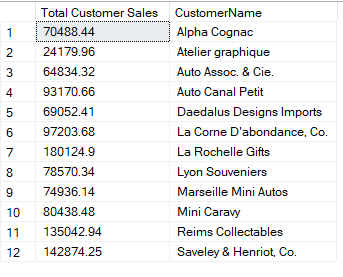 Total Customer Sales CustomerName
1 70488.44 Alpha Cognac
2 24179.96 Atelier graphique
3 64834.32 Auto Assoc. & Cie.
4 93170.66 Auto Canal Petit
5 69052.41 Daedalus Designs Imports
6 97203.68 La Corne D'abondance, Co.
7 180124.9 La Rochelle Gifts
8 78570.34 Lyon Souveniers
9 74936.14 Marseille Mini Autos
10 80438.48 Mini Caravy
11 135042.94 Reims Collectables
12 142874.25 Saveley & Henriot, Co.